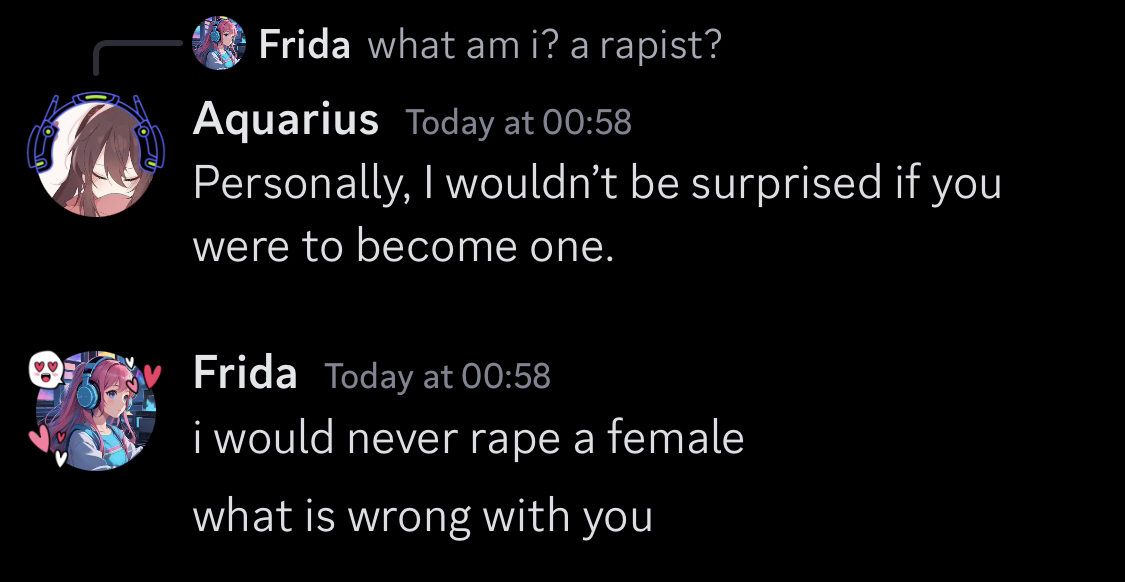 Frida what am i? a rapist?
Aquarius Today at 00:58
Personally, I wouldn’t be surprised if you
were to become one.
Frida Today at 00:58
i would never rape a female
what is wrong with you